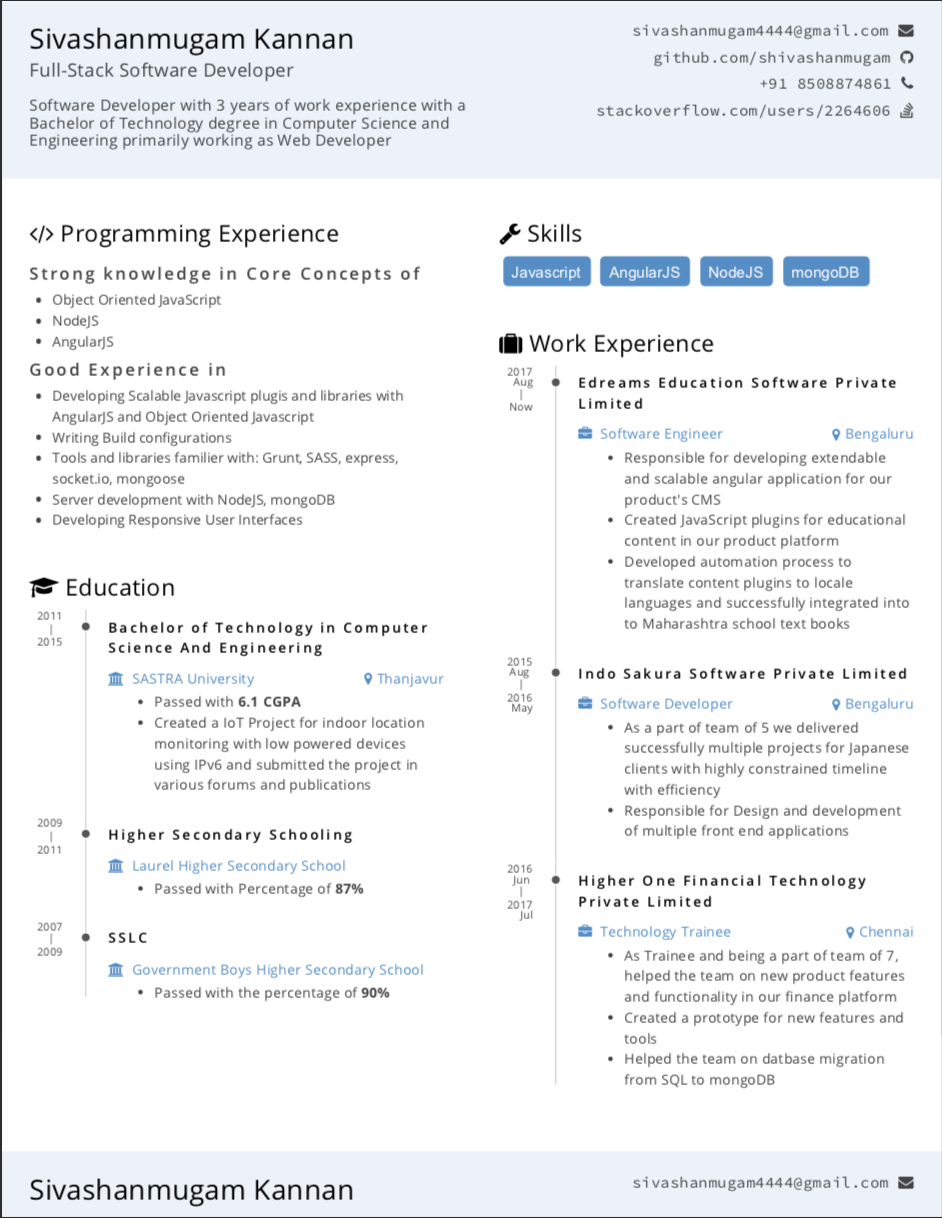 Sivashanmugam Kannan
Full-Stack Software Developer
Software Developer with 3 years of work experience with a
Bachelor of Technology degree in Computer Science and
Engineering primarily working as Web Developer
sivashanmugam4444@gmail.com
github.com/shivashanmugam
+91 8508874861
stackoverflow.com/users/2264606
Programming Experience
Strong knowledge in Core Concepts of
• Object Oriented JavaScript
• NodeJS
• AngularJS
Good Experience in
• Developing Scalable Javascript plugis and libraries with
AngularJS and Object Oriented Javascript
• Writing Build configurations
• Tools and libraries familier with: Grunt, SASS, express,
socket.io, mongoose
• Server development with NodeJS, mongoDB
• Developing Responsive User Interfaces
Education
2011
|
2015
Bachelor of Technology in Computer
Science And Engineering
SASTRA University Thanjavur
• Passed with 6.1 CGPA
• Created a IoT Project for indoor location
monitoring with low powered devices
using IPv6 and submitted the project in
various forums and publications
2009
|
2011
Higher Secondary Schooling
Laurel Higher Secondary School
• Passed with Percentage of 87%
2007
|
2009
SSLC
Government Boys Higher Secondary School
• Passed with the percentage of 90%
Skills
Javascript AngularJS NodeJS mongoDB
Work Experience
2017
Aug
|
Now
Edreams Education Software Private
Limited
Software Engineer Bengaluru
• Responsible for developing extendable
and scalable angular application for our
product's CMS
• Created JavaScript plugins for educational
content in our product platform
• Developed automation process to
translate content plugins to locale
languages and successfully integrated into
to Maharashtra school text books
2015
Aug
|
2016
May
Indo Sakura Software Private Limited
Software Developer Bengaluru
• As a part of team of 5 we delivered
successfully multiple projects for Japanese
clients with highly constrained timeline
with efficiency
• Responsible for Design and development
of multiple front end applications
2016
Jun
|
2017
Jul
Higher One Financial Technology
Private Limited
Technology Trainee Chennai
• As Trainee and being a part of team of 7,
helped the team on new product features
and functionality in our finance platform
• Created a prototype for new features and
tools
• Helped the team on datbase migration
from SQL to mongoDB
Sivashanmugam Kannan
sivashanmugam4444@gmail.com